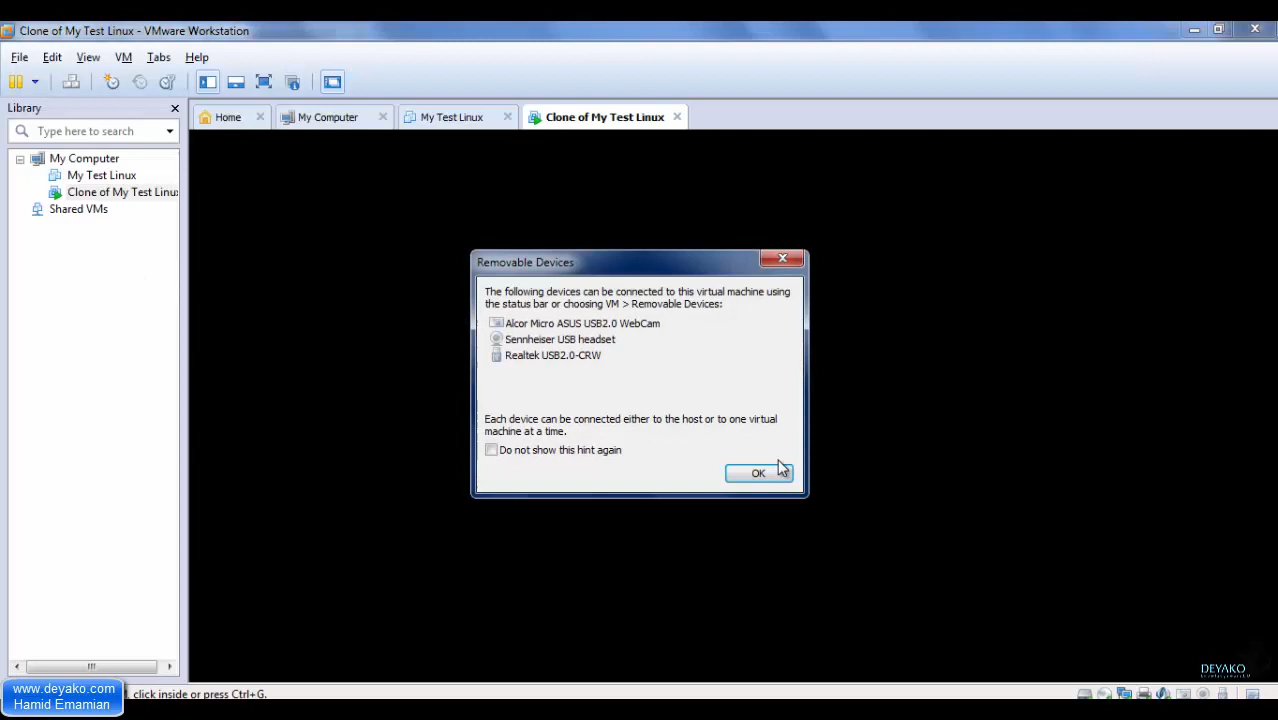 Clone of My Test Linux - VMware Workstation
File Edit View VM Tabs Help
Library
Type here to search
My Computer
My Test Linux
Clone of My Test Linux
Shared VMs
Home
My Computer
My Test Linux
Clone of My Test Linux
Removable Devices
The following devices can be connected to this virtual machine using
the status bar or choosing VM > Removable Devices:
Alcor Micro ASUS USB2.0 WebCam
Sennheiser USB headset
Realtek USB2.0-CRW
Each device can be connected either to the host or to one virtual
machine at a time.
Do not show this hint again
OK
DEYAKO
www.deyako.com
Hamid Emamian
, click inside or press Ctrl+G.